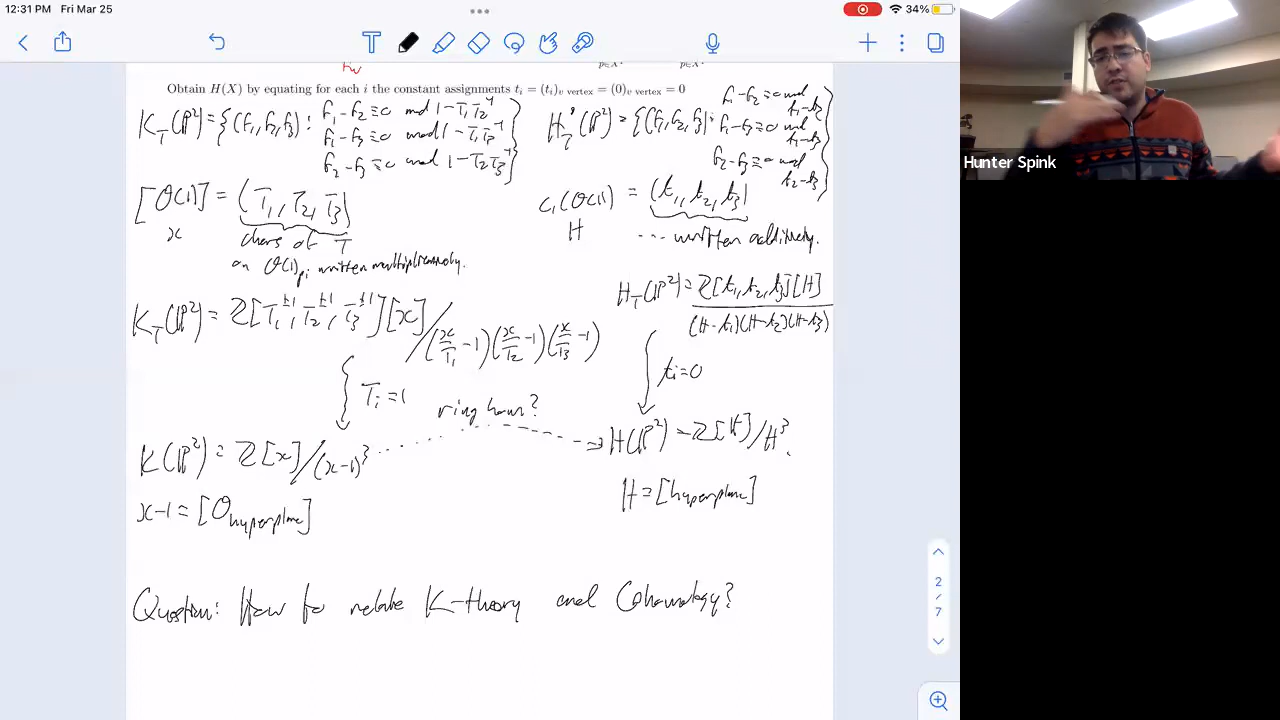 12:31 PM Fri Mar 25
34%
Hunter Spink
Obtain H(X) by equating for each i the constant assignments t_i = (t_i)_{v vertex} = (0)_{v vertex} = 0
K_T(P²) = {(f₁, f₂, f₃) : f₁-f₂ ≡ 0 mod 1-T₁T₂⁻¹
f₁-f₃ ≡ 0 mod 1-T₁T₃⁻¹
f₂-f₃ ≡ 0 mod 1-T₂T₃⁻¹}
H_T^•(P²) = {(f₁, f₂, f₃) : f₁-f₂ ≡ 0 mod t₁-t₂
f₁-f₃ ≡ 0 mod t₁-t₃
f₂-f₃ ≡ 0 mod t₂-t₃}
[O(1)] = (T₁, T₂, T₃)
x
chars of T
on O(1)_{p_i} written multiplicatively.
c₁(O(1)) = (t₁, t₂, t₃)
H
... written additively.
K_T(P²) = Z[T₁^{±1}, T₂^{±1}, T₃^{±1}][x] / (x/T₁ - 1)(x/T₂ - 1)(x/T₃ - 1)
H_T(P²) = Z[t₁, t₂, t₃][H] / (H-t₁)(H-t₂)(H-t₃)
T_i = 1
t_i = 0
ring hom?
K(P²) = Z[x]/(x-1)³
H(P²) = Z[H]/H³.
x-1 = [O_{hyperplane}]
H = [hyperplane]
Question: How to relate K-theory and Cohomology?
2
/
7